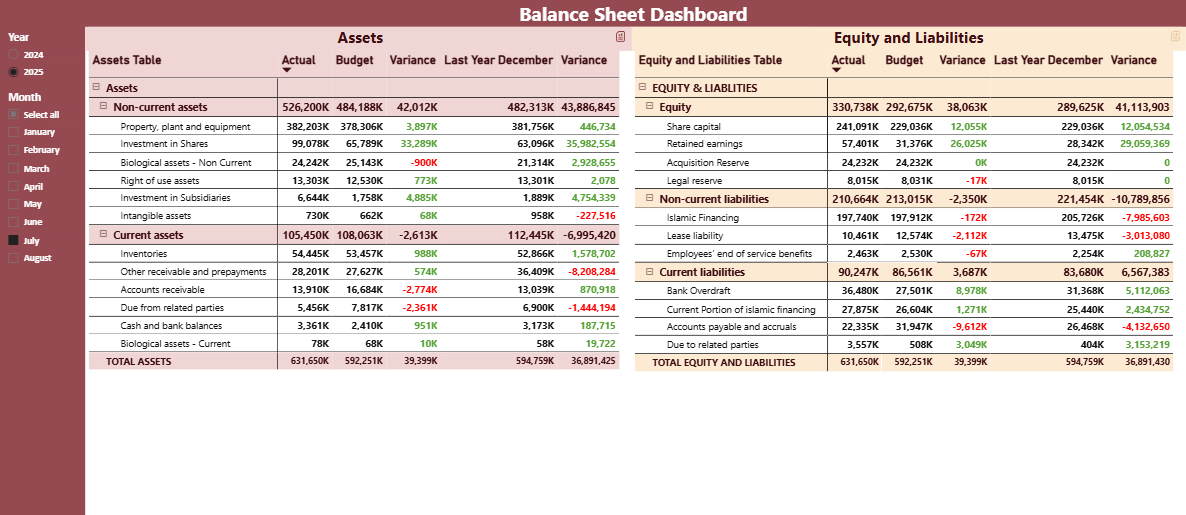 Balance Sheet Dashboard
Year
2024
2025
Month
Select all
January
February
March
April
May
June
July
August
Assets
Assets Table Actual Budget Variance Last Year December Variance
Assets
Non-current assets 526,200K 484,188K 42,012K 482,313K 43,886,845
Property, plant and equipment 382,203K 378,306K 3,897K 381,756K 446,734
Investment in Shares 99,078K 65,789K 33,289K 63,096K 35,982,554
Biological assets - Non Current 24,242K 25,143K -900K 21,314K 2,928,655
Right of use assets 13,303K 12,530K 773K 13,301K 2,078
Investment in Subsidiaries 6,644K 1,758K 4,885K 1,889K 4,754,339
Intangible assets 730K 662K 68K 958K -227,516
Current assets 105,450K 108,063K -2,613K 112,445K -6,995,420
Inventories 54,445K 53,457K 988K 52,866K 1,578,702
Other receivable and prepayments 28,201K 27,627K 574K 36,409K -8,208,284
Accounts receivable 13,910K 16,684K -2,774K 13,039K 870,918
Due from related parties 5,456K 7,817K -2,361K 6,900K -1,444,194
Cash and bank balances 3,361K 2,410K 951K 3,173K 187,715
Biological assets - Current 78K 68K 10K 58K 19,722
TOTAL ASSETS 631,650K 592,251K 39,399K 594,759K 36,891,425
Equity and Liabilities
Equity and Liabilities Table Actual Budget Variance Last Year December Variance
EQUITY & LIABLITIES
Equity 330,738K 292,675K 38,063K 289,625K 41,113,903
Share capital 241,091K 229,036K 12,055K 229,036K 12,054,534
Retained earnings 57,401K 31,376K 26,025K 28,342K 29,059,369
Acquisition Reserve 24,232K 24,232K 0K 24,232K 0
Legal reserve 8,015K 8,031K -17K 8,015K 0
Non-current liabilities 210,664K 213,015K -2,350K 221,454K -10,789,856
Islamic Financing 197,740K 197,912K -172K 205,726K -7,985,603
Lease liability 10,461K 12,574K -2,112K 13,475K -3,013,080
Employees' end of service benefits 2,463K 2,530K -67K 2,254K 208,827
Current liabilities 90,247K 86,561K 3,687K 83,680K 6,567,383
Bank Overdraft 36,480K 27,501K 8,978K 31,368K 5,112,063
Current Portion of islamic financing 27,875K 26,604K 1,271K 25,440K 2,434,752
Accounts payable and accruals 22,335K 31,947K -9,612K 26,468K -4,132,650
Due to related parties 3,557K 508K 3,049K 404K 3,153,219
TOTAL EQUITY AND LIABILITIES 631,650K 592,251K 39,399K 594,759K 36,891,430